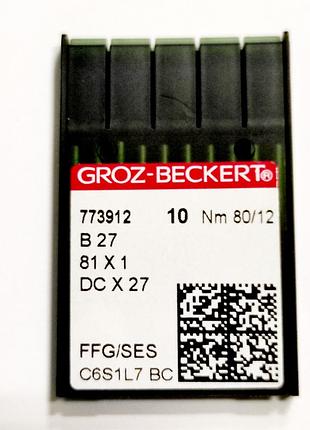 GROZ-BECKERT®
773912 10 Nm 80/12
B 27
81 X 1
DC X 27
FFG/SES
C6S1L7 BC